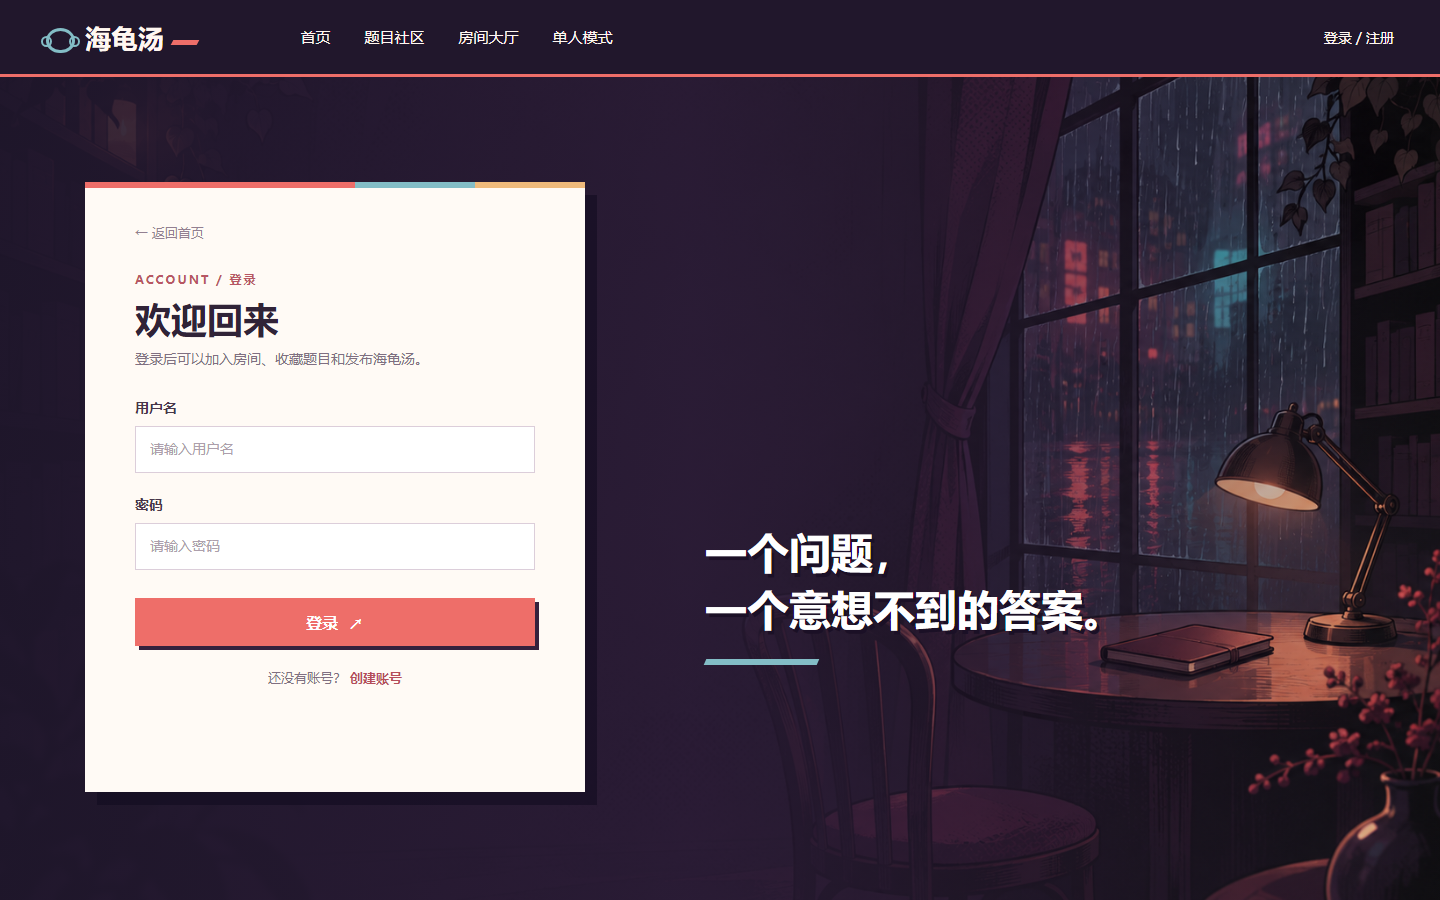 海龟汤
首页 题目社区 房间大厅 单人模式
登录 / 注册
← 返回首页
ACCOUNT / 登录
欢迎回来
登录后可以加入房间、收藏题目和发布海龟汤。
用户名
请输入用户名
密码
请输入密码
登录 ↗
还没有账号? 创建账号
一个问题，
一个意想不到的答案。